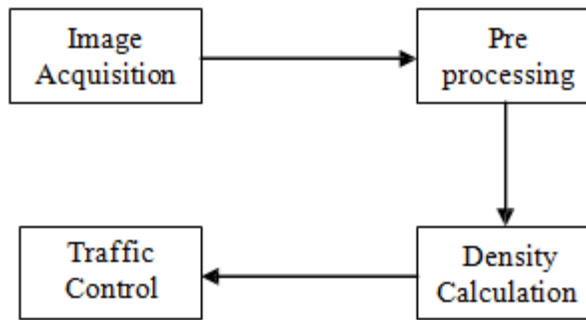 Image
Acquisition
Pre
processing
Traffic
Control
Density
Calculation